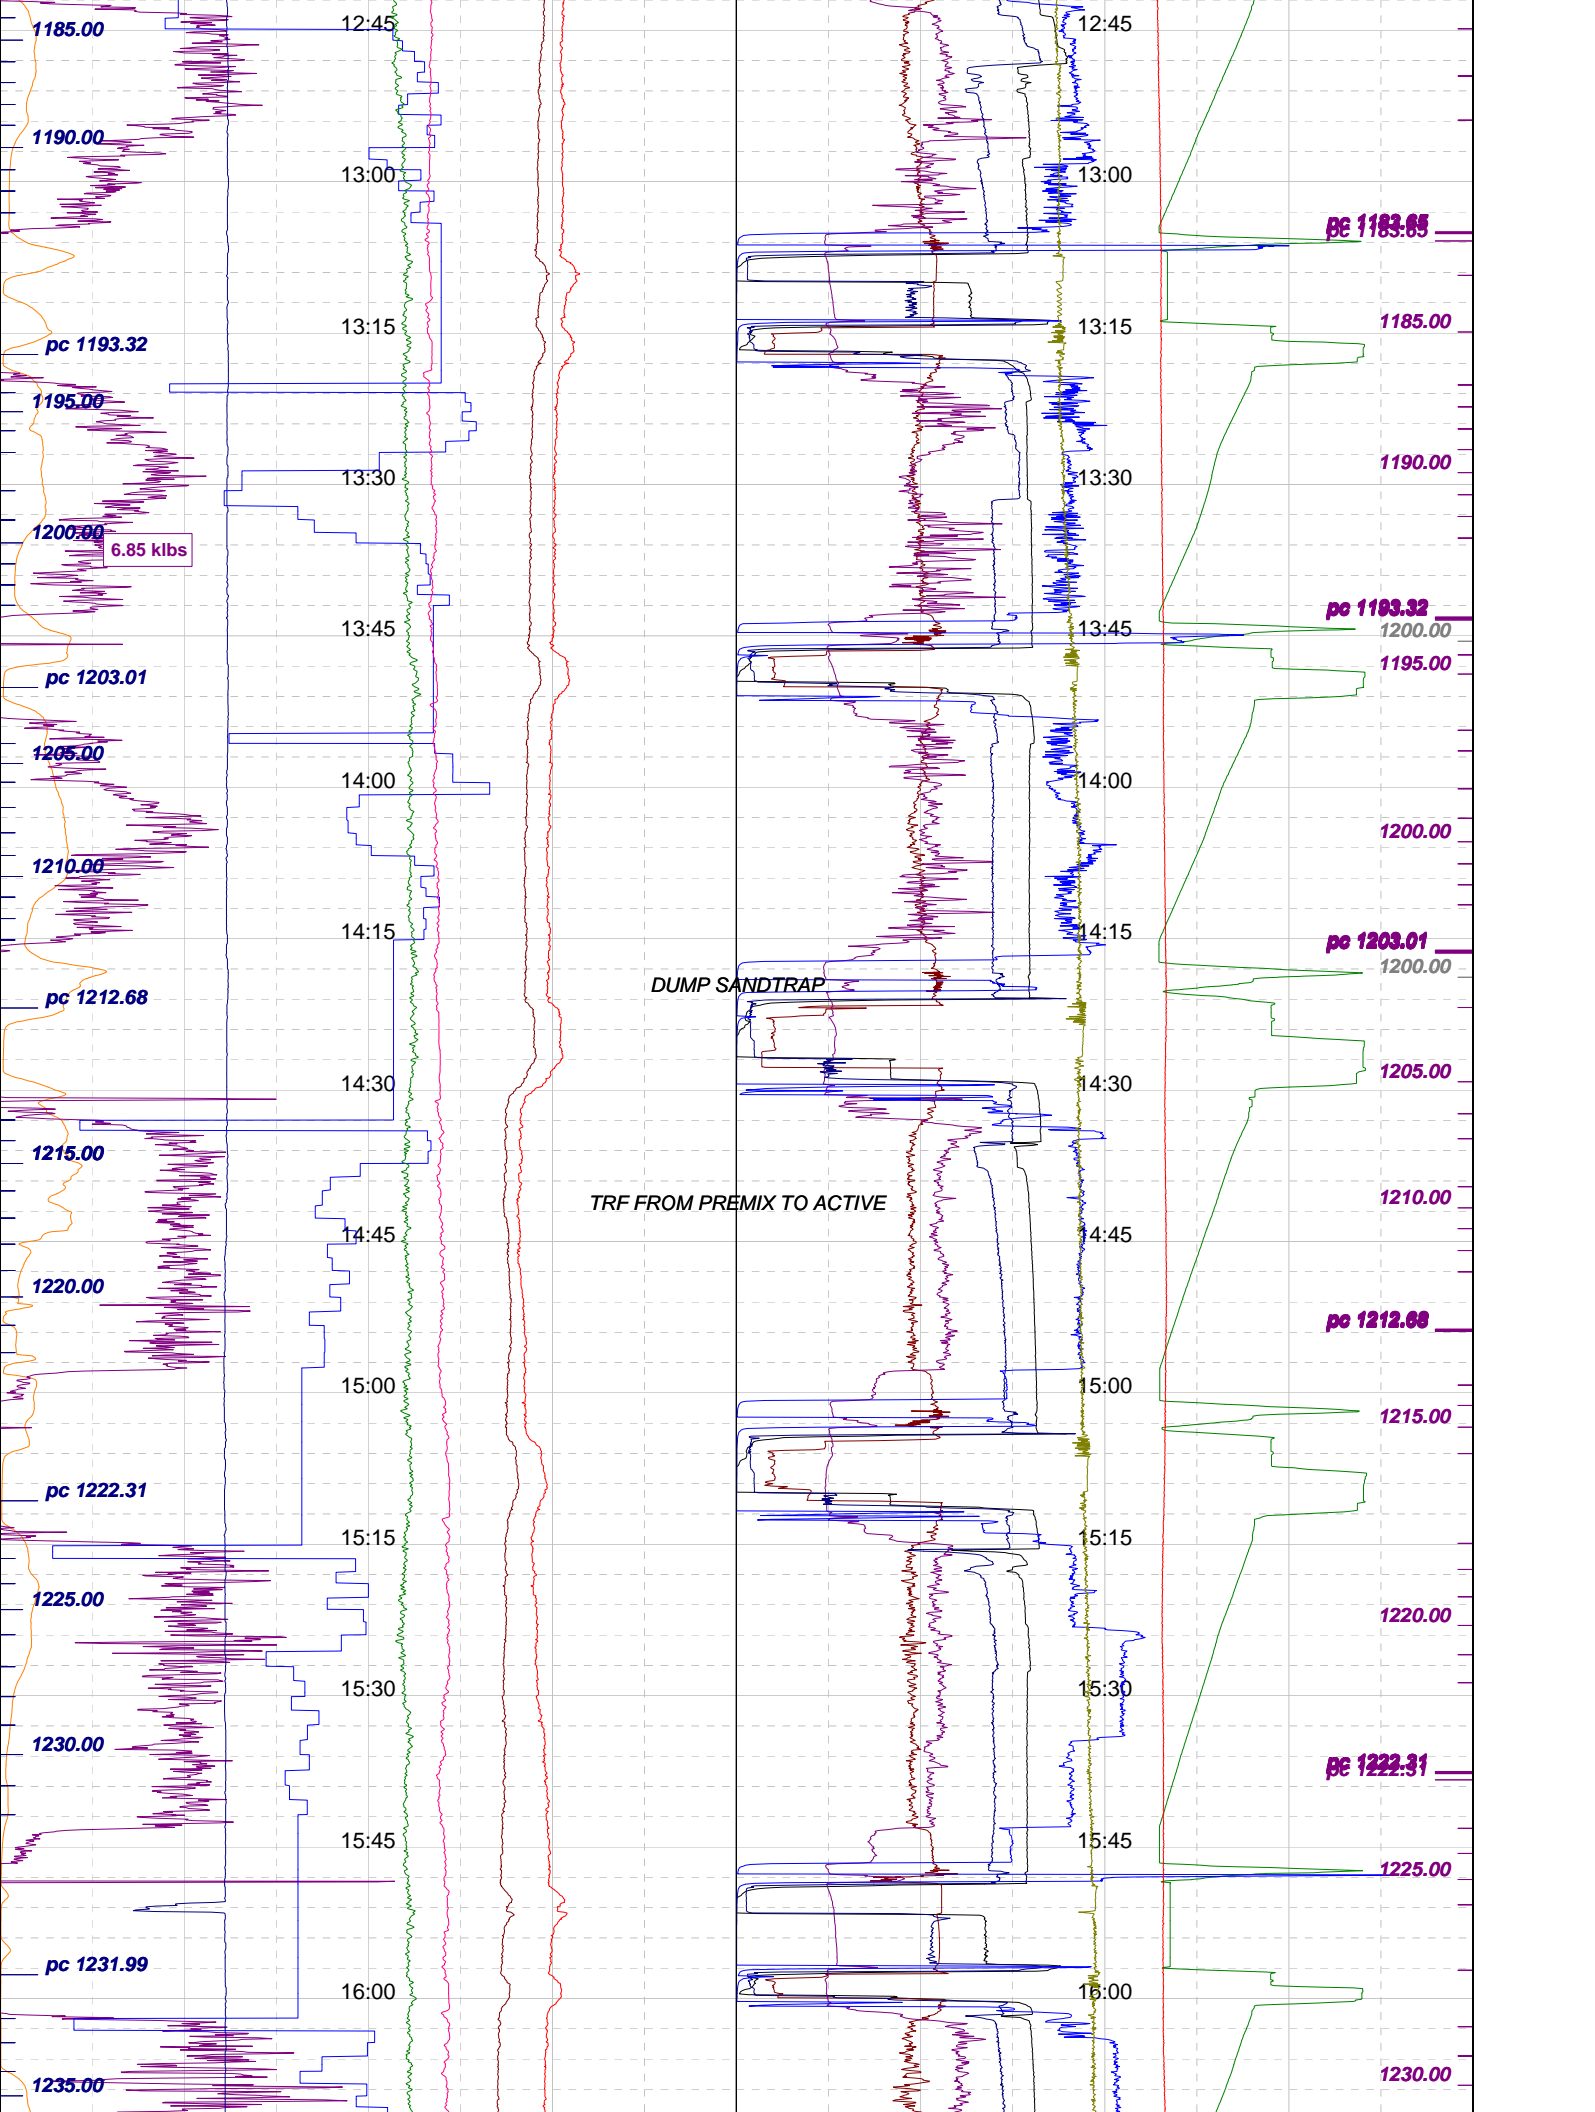 1185.00 12:45 12:45
1190.00
13:00 13:00
pc 1183.65
pc 1183.65
13:15 13:15 1185.00
pc 1193.32
1195.00
1190.00
13:30 13:30
1200.00
6.85 klbs
pc 1193.32
13:45 13:45 1200.00
1195.00
pc 1203.01
1205.00
14:00 14:00
1200.00
1210.00
14:15 14:15
pc 1203.01
1200.00
DUMP SANDTRAP
pc 1212.68
1205.00
14:30 14:30
1215.00
1210.00
TRF FROM PREMIX TO ACTIVE
14:45 14:45
1220.00
pc 1212.68
15:00 15:00
1215.00
pc 1222.31
15:15 15:15
1225.00
1220.00
15:30 15:30
1230.00
pc 1222.31
pc 1222.31
15:45 15:45
1225.00
pc 1231.99
16:00 16:00
1230.00
1235.00